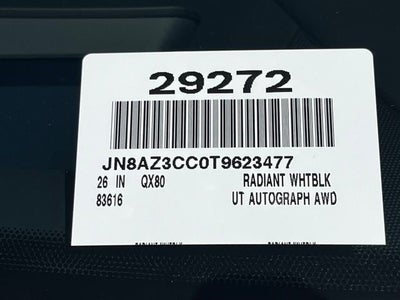 29272
JN8AZ3CC0T9623477
26 IN QX80 RADIANT WHTBLK
83616 UT AUTOGRAPH AWD